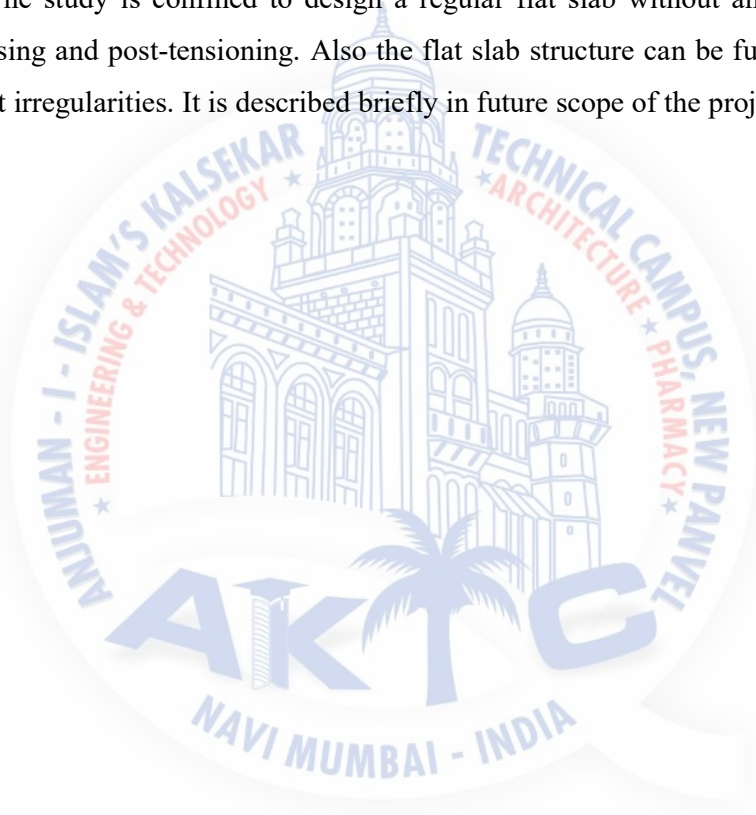 he study is confined to design a regular flat slab without an
sing and post-tensioning. Also the flat slab structure can be fu
t irregularities. It is described briefly in future scope of the proj
ANJUMAN - I - ISLAM'S KALSEKAR TECHNICAL CAMPUS, NEW PANVEL
ENGINEERING & TECHNOLOGY ★ ★ ARCHITECTURE ★ PHARMACY ★
AKTC
NAVI MUMBAI - INDIA